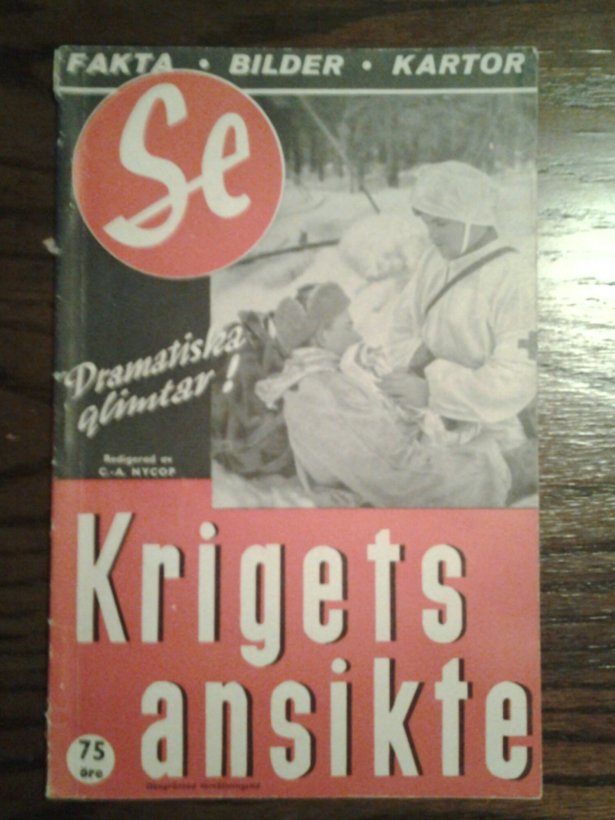 FAKTA • BILDER • KARTOR
Se
Dramatiska
glimtar!
Redigerad av
C.-A. NYCOP
Krigets
ansikte
75
öre